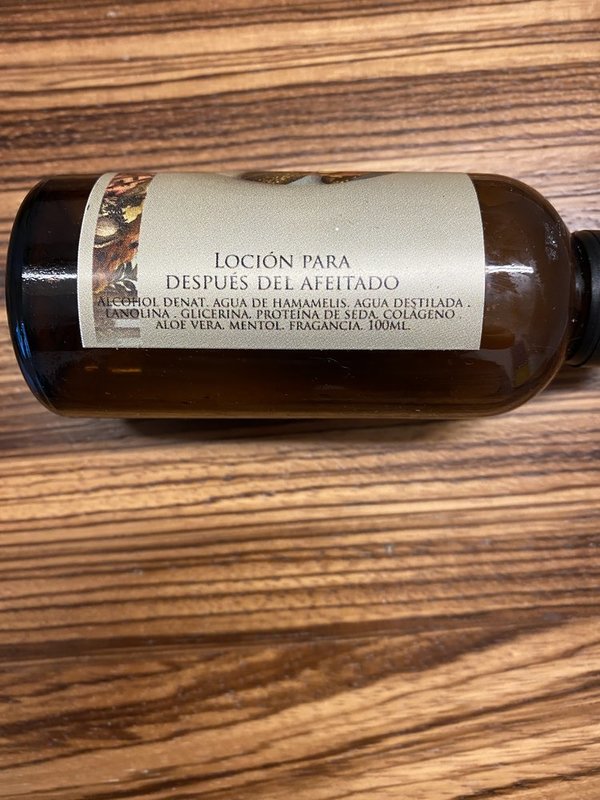 LOCIÓN PARA
DESPUÉS DEL AFEITADO
ALCOHOL DENAT. AGUA DE HAMAMELIS. AGUA DESTILADA .
LANOLINA . GLICERINA. PROTEÍNA DE SEDA. COLÁGENO .
ALOE VERA. MENTOL. FRAGANCIA. 100ML.